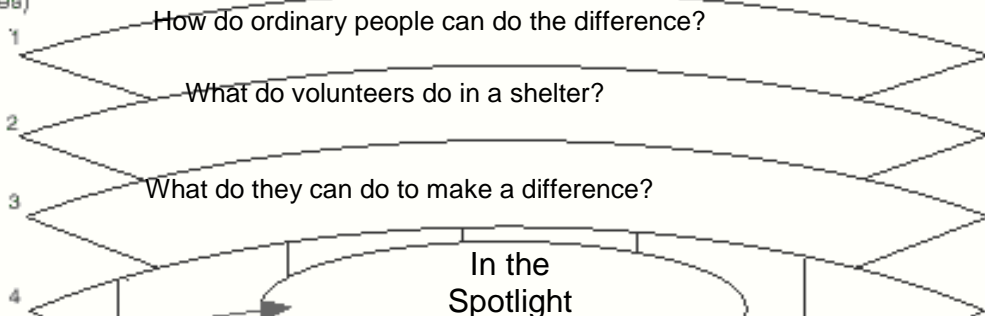 1
How do ordinary people can do the difference?
2
What do volunteers do in a shelter?
3
What do they can do to make a difference?
In the
Spotlight
4